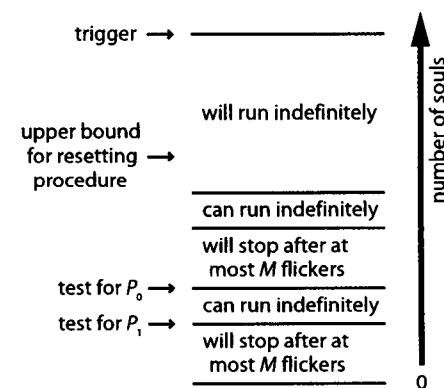 trigger →
will run indefinitely
upper bound
for resetting →
procedure
can run indefinitely
will stop after at
most M flickers
test for P₀ →
can run indefinitely
test for P₁ →
will stop after at
most M flickers
0
number of souls